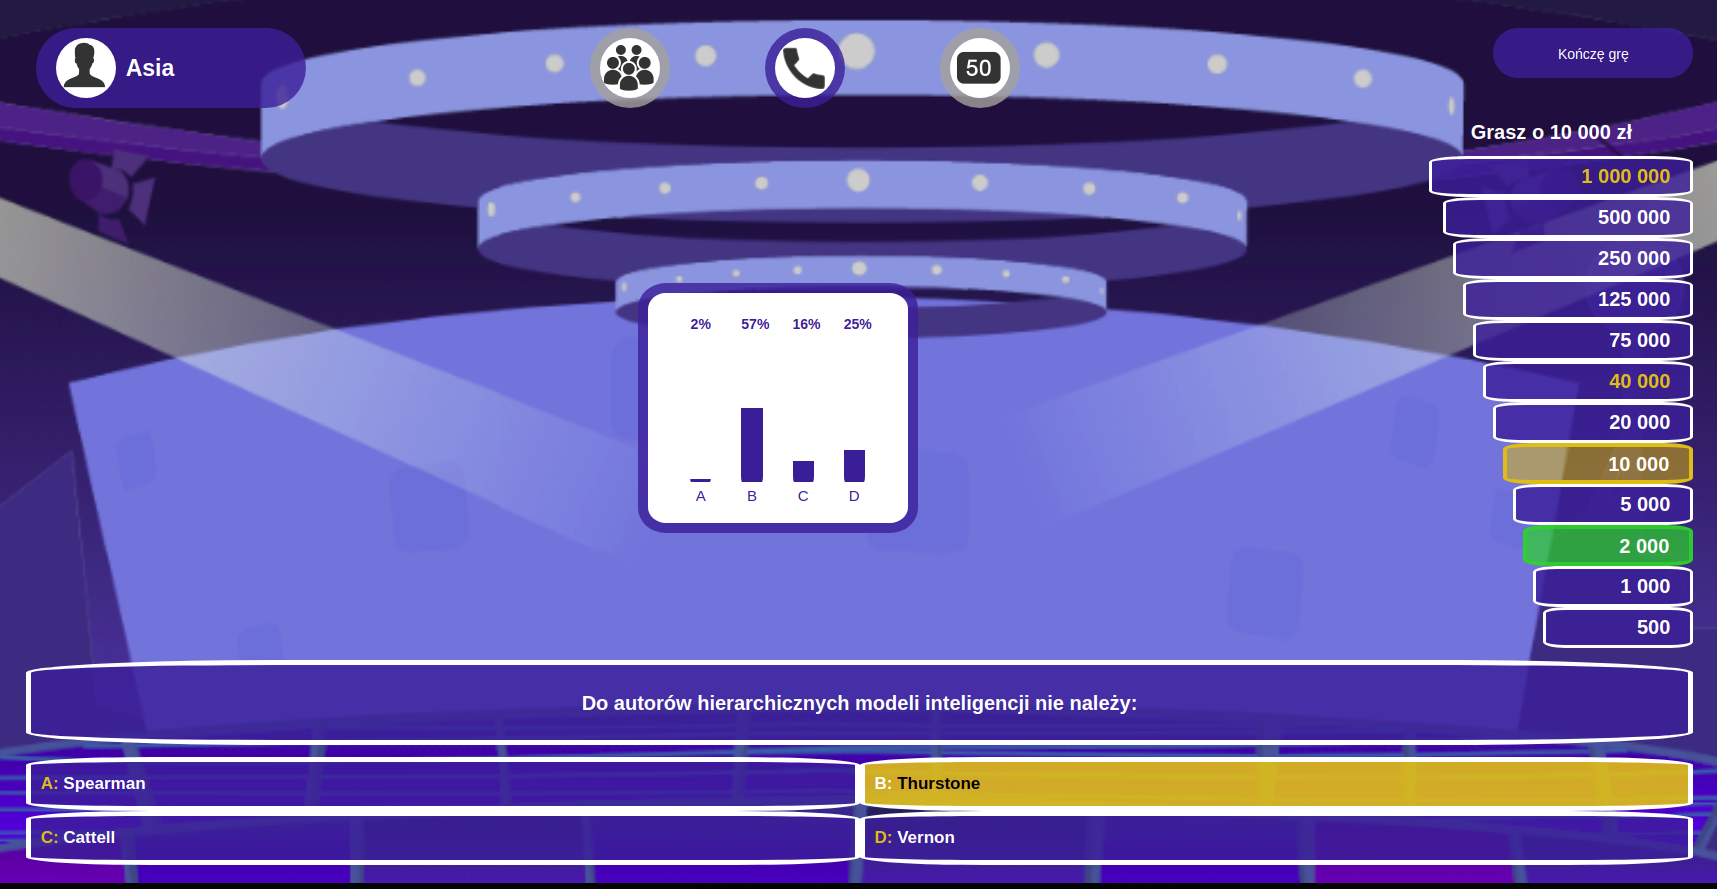 Asia
50
Kończę grę
Grasz o 10 000 zł
1 000 000
500 000
250 000
125 000
75 000
40 000
20 000
10 000
5 000
2 000
1 000
500
2% 57% 16% 25%
A B C D
Do autorów hierarchicznych modeli inteligencji nie należy:
A: Spearman
B: Thurstone
C: Cattell
D: Vernon